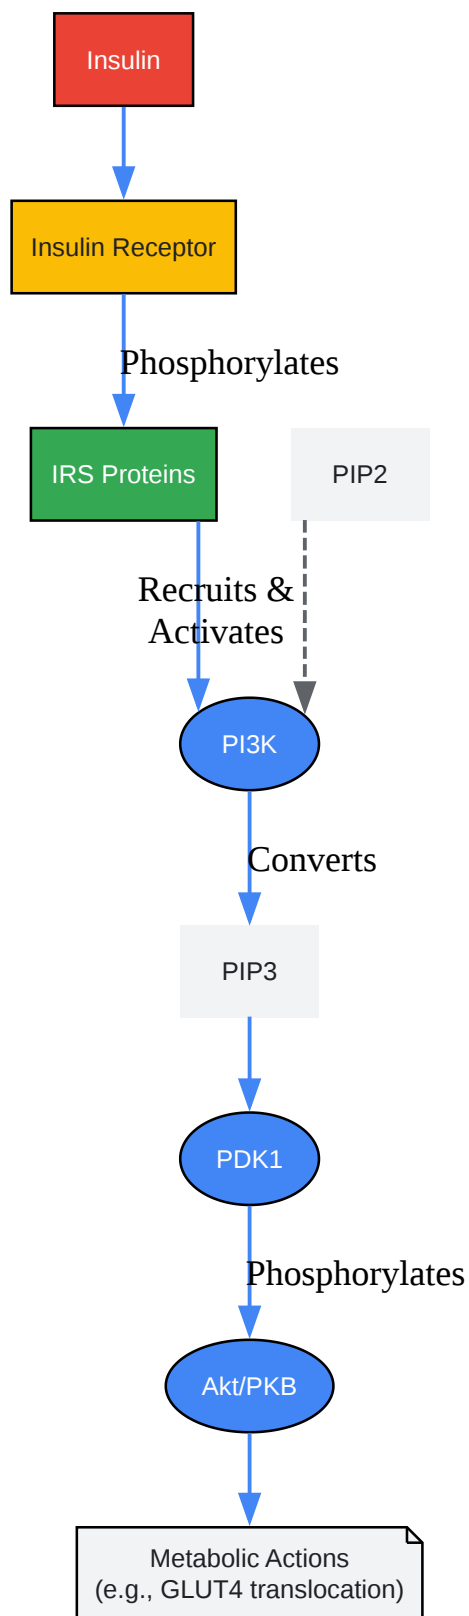 Insulin
Insulin Receptor
Phosphorylates
IRS Proteins
PIP2
Recruits &
Activates
PI3K
Converts
PIP3
PDK1
Phosphorylates
Akt/PKB
Metabolic Actions
(e.g., GLUT4 translocation)